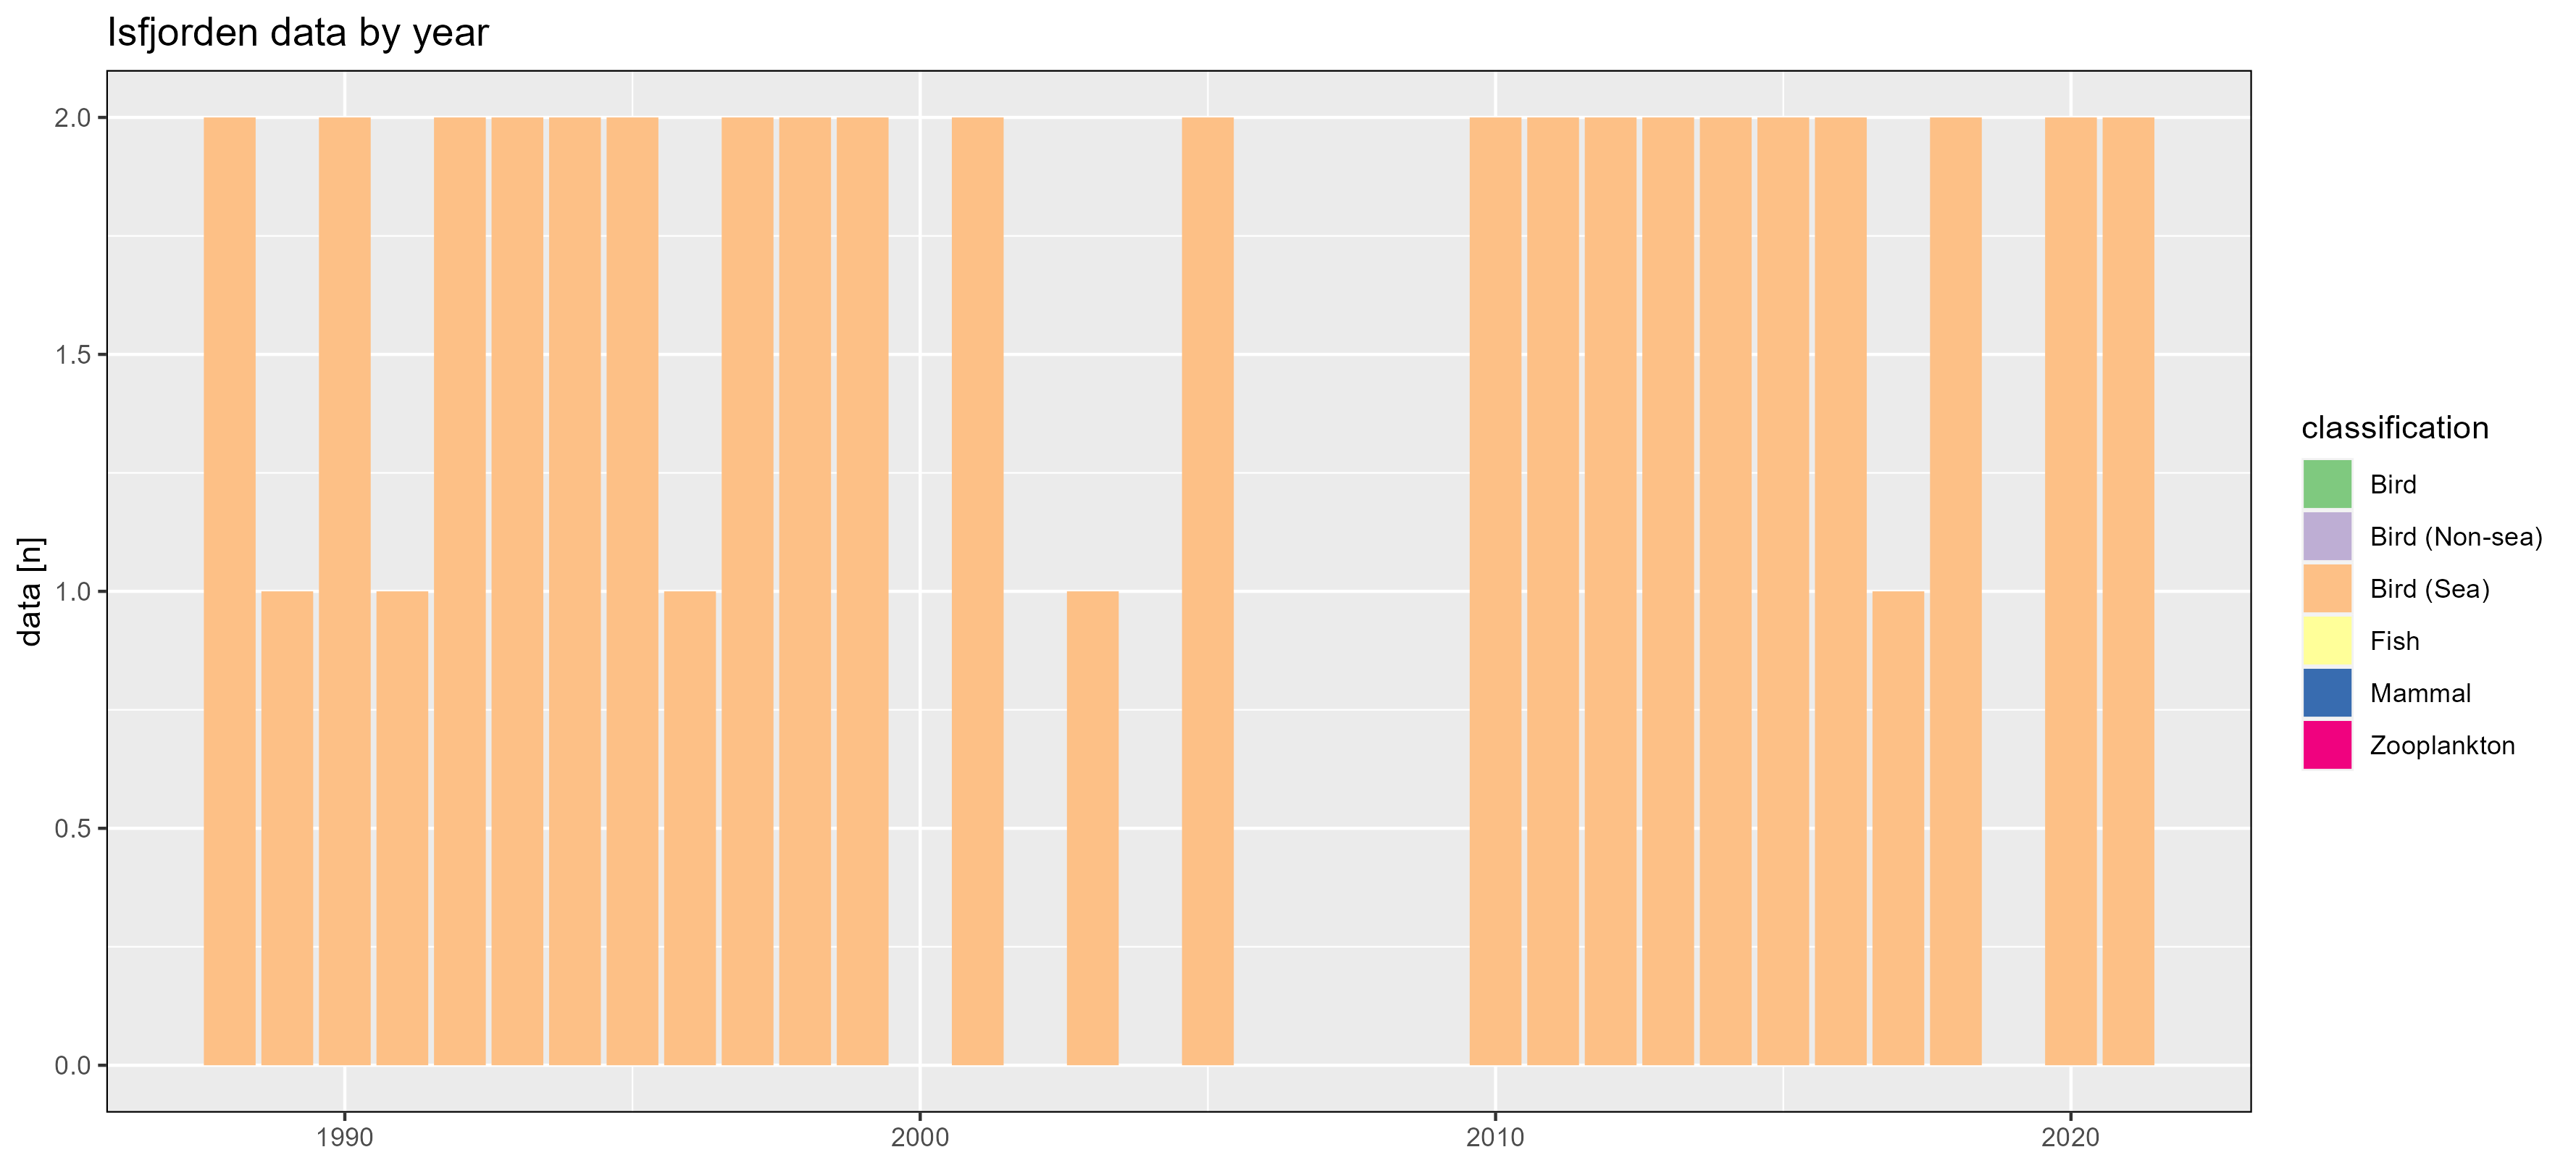 Isfjorden data by year
data [n]
2.0
1.5
1.0
0.5
0.0
1990
2000
2010
2020
classification
Bird
Bird (Non-sea)
Bird (Sea)
Fish
Mammal
Zooplankton